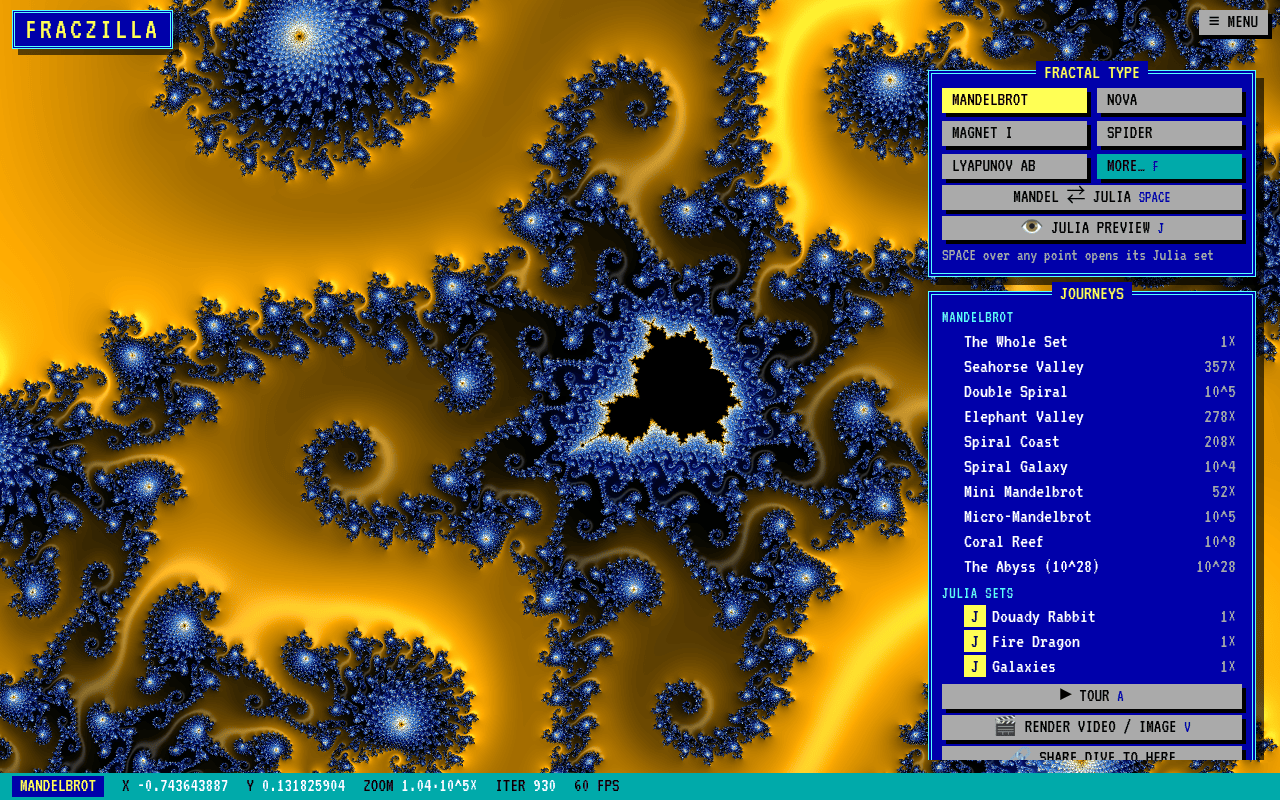 FRACZILLA
≡ MENU
FRACTAL TYPE
MANDELBROT
NOVA
MAGNET I
SPIDER
LYAPUNOV AB
MORE… F
MANDEL ⇄ JULIA SPACE
JULIA PREVIEW J
SPACE over any point opens its Julia set
JOURNEYS
MANDELBROT
The Whole Set 1X
Seahorse Valley 357X
Double Spiral 10^5
Elephant Valley 278X
Spiral Coast 208X
Spiral Galaxy 10^4
Mini Mandelbrot 52X
Micro-Mandelbrot 10^5
Coral Reef 10^8
The Abyss (10^28) 10^28
JULIA SETS
J Douady Rabbit 1X
J Fire Dragon 1X
J Galaxies 1X
▶ TOUR A
RENDER VIDEO / IMAGE V
SHARE DIVE TO HERE
MANDELBROT X -0.743643887 Y 0.131825904 ZOOM 1.04·10^5X ITER 930 60 FPS